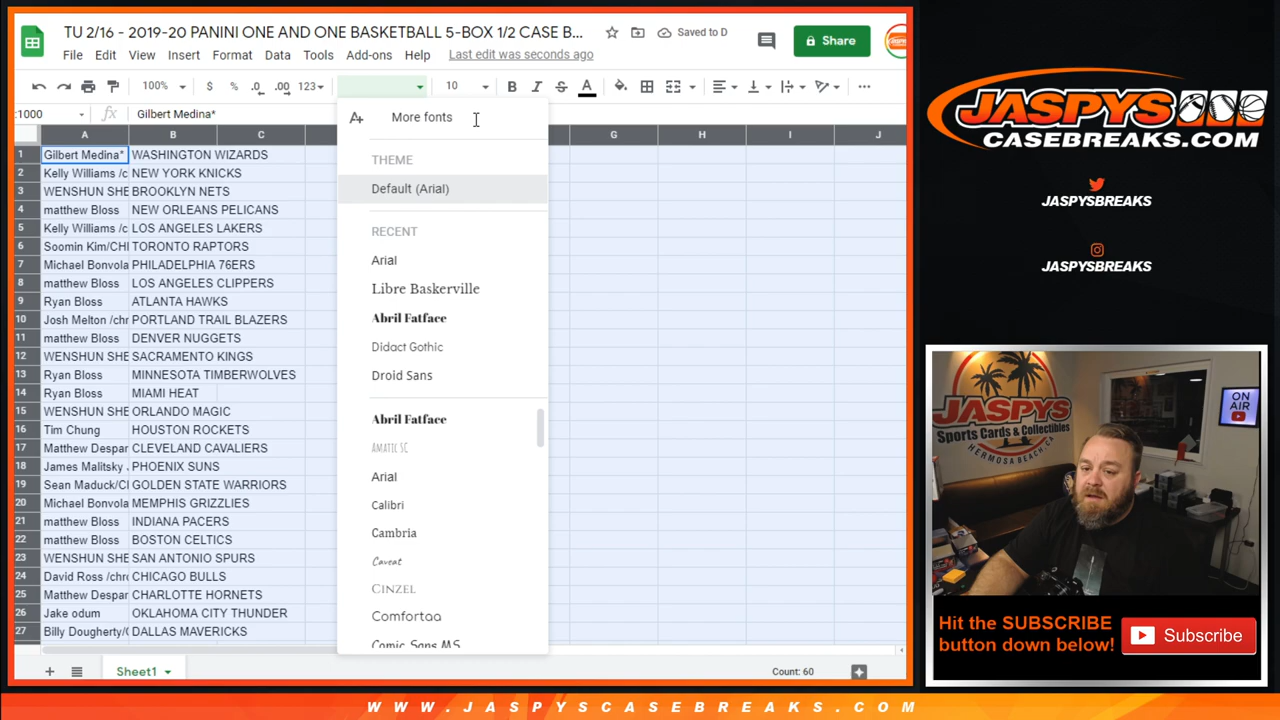 TU 2/16 - 2019-20 PANINI ONE AND ONE BASKETBALL 5-BOX 1/2 CASE B...
Saved to D
Share
File Edit View Insert Format Data Tools Add-ons Help Last edit was seconds ago
100% $ % .0 .00 123 10 B I S A
:1000 fx Gilbert Medina*
A B C G H I J
1 Gilbert Medina* WASHINGTON WIZARDS
2 Kelly Williams /c NEW YORK KNICKS
3 WENSHUN SHE BROOKLYN NETS
4 matthew Bloss NEW ORLEANS PELICANS
5 Kelly Williams /c LOS ANGELES LAKERS
6 Soomin Kim/CHI TORONTO RAPTORS
7 Michael Bonvola PHILADELPHIA 76ERS
8 matthew Bloss LOS ANGELES CLIPPERS
9 Ryan Bloss ATLANTA HAWKS
10 Josh Melton /chr PORTLAND TRAIL BLAZERS
11 matthew Bloss DENVER NUGGETS
12 WENSHUN SHE SACRAMENTO KINGS
13 Ryan Bloss MINNESOTA TIMBERWOLVES
14 Ryan Bloss MIAMI HEAT
15 WENSHUN SHE ORLANDO MAGIC
16 Tim Chung HOUSTON ROCKETS
17 Matthew Despar CLEVELAND CAVALIERS
18 James Malitsky PHOENIX SUNS
19 Sean Maduck/Cl GOLDEN STATE WARRIORS
20 Michael Bonvola MEMPHIS GRIZZLIES
21 matthew Bloss INDIANA PACERS
22 matthew Bloss BOSTON CELTICS
23 WENSHUN SHE SAN ANTONIO SPURS
24 David Ross /chro CHICAGO BULLS
25 Matthew Despar CHARLOTTE HORNETS
26 Jake odum OKLAHOMA CITY THUNDER
27 Billy Dougherty/C DALLAS MAVERICKS
More fonts
THEME
Default (Arial)
RECENT
Arial
Libre Baskerville
Abril Fatface
Didact Gothic
Droid Sans
Abril Fatface
AMATIC SC
Arial
Calibri
Cambria
Caveat
CINZEL
Comfortaa
Comic Sans MS
Sheet1
Count: 60
JASPYS
CASEBREAKS.COM
JASPYSBREAKS
JASPYSBREAKS
JASPYS
Sports Cards & Collectibles
HERMOSA BEACH, CA
ON AIR
Hit the SUBSCRIBE
button down below!
Subscribe
WWW.JASPYSCASEBREAKS.COM